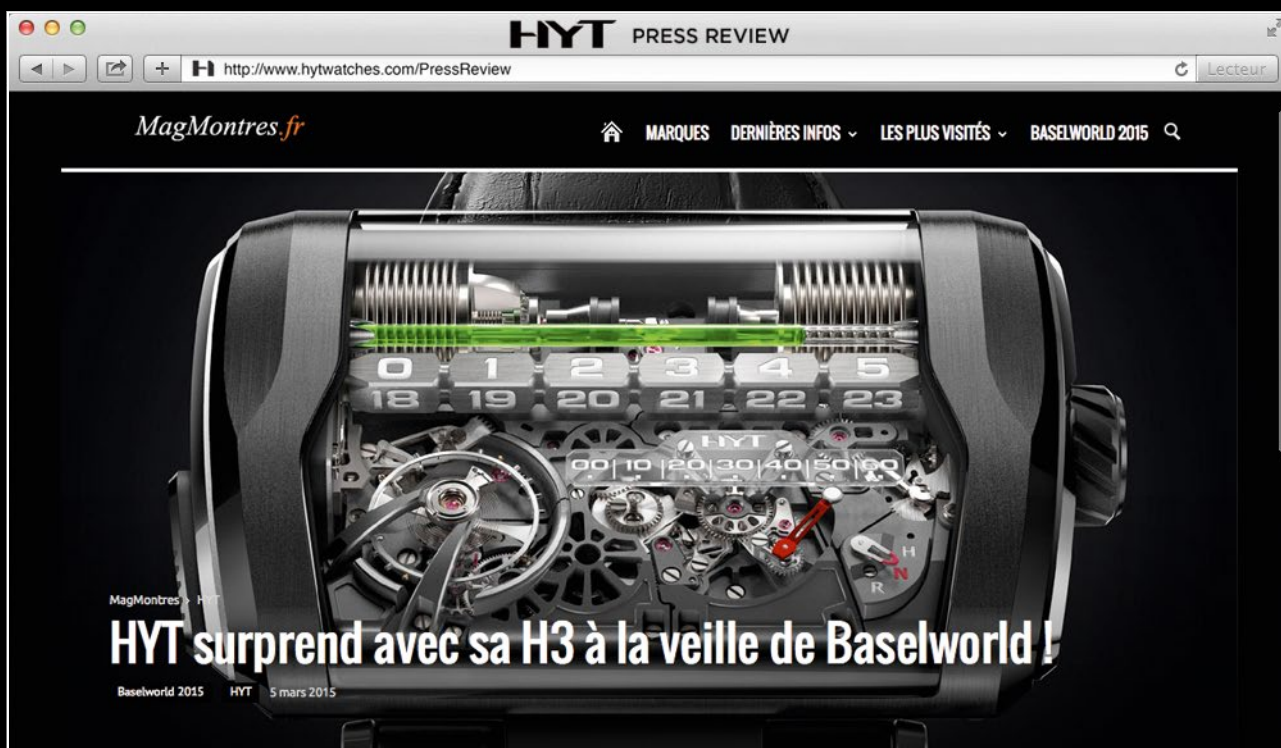 HYT PRESS REVIEW
http://www.hytwatches.com/PressReview
Lecteur
MagMontres.fr
MARQUES DERNIÈRES INFOS LES PLUS VISITÉS BASELWORLD 2015
0 1 2 3 4 5
18 19 20 21 22 23
HYT
00|10|20|30|40|50|60
H
N
R
MagMontres › HYT
HYT surprend avec sa H3 à la veille de Baselworld !
Baselworld 2015 HYT 5 mars 2015